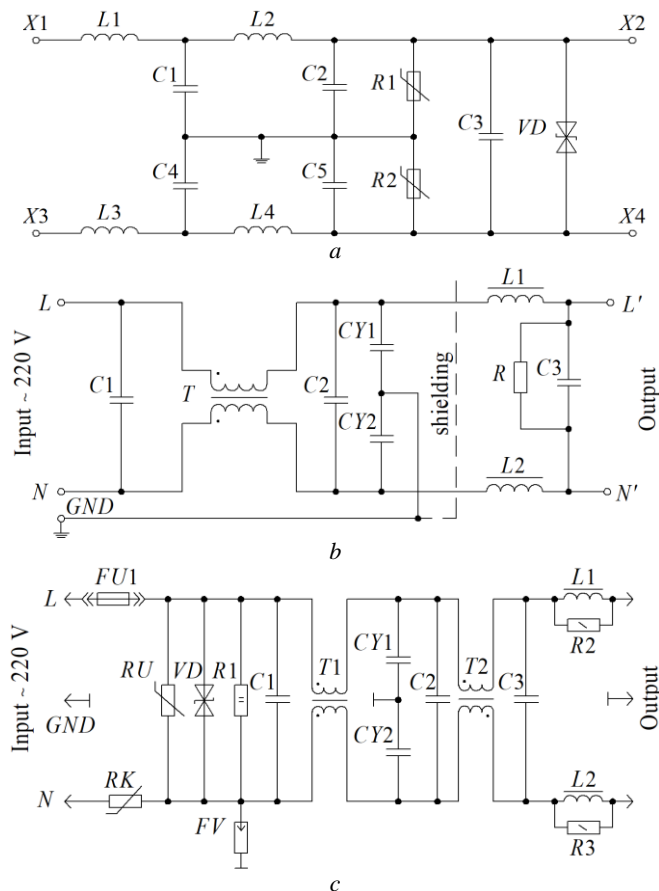 X1 L1 L2 X2
C1 C2 R1
C3 VD
C4 C5 R2
X3 L3 L4 X4
a
L L1 L'
Input ~ 220 V C1 T C2 CY1 CY2 shielding R C3 Output
L2
N N'
GND
b
FU1 L1
L R2
Input ~ 220 V RU VD R1 C1 T1 CY1 C2 T2 C3 Output
GND CY2
N RK L2
FV R3
c